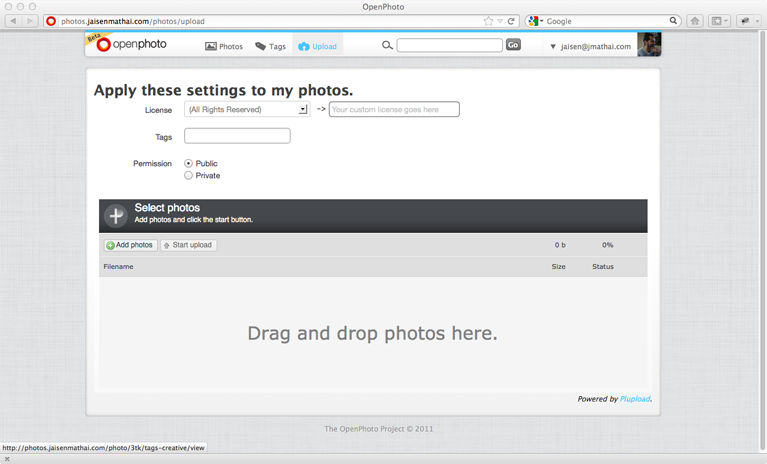 OpenPhoto
photos.jaisenmathai.com/photos/upload
Google
Beta
openphoto
Photos
Tags
Upload
Go
jaisen@jmathai.com
Apply these settings to my photos.
License
(All Rights Reserved)
->
Your custom license goes here
Tags
Permission
Public
Private
Select photos
Add photos and click the start button.
Add photos
Start upload
0 b
0%
Filename
Size
Status
Drag and drop photos here.
Powered by Plupload.
The OpenPhoto Project © 2011
http://photos.jaisenmathai.com/photo/3tk/tags-creative/view